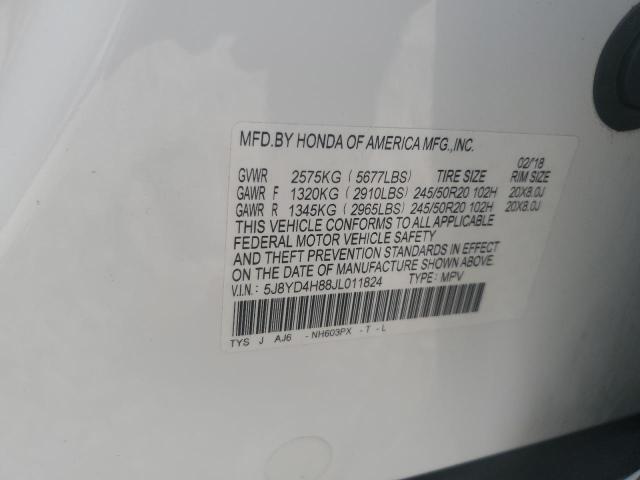 MFD.BY HONDA OF AMERICA MFG.,INC.
02/18
GVWR 2575KG (5677LBS) TIRE SIZE RIM SIZE
GAWR F 1320KG (2910LBS) 245/50R20 102H 20X8.0J
GAWR R 1345KG (2965LBS) 245/50R20 102H 20X8.0J
THIS VEHICLE CONFORMS TO ALL APPLICABLE
FEDERAL MOTOR VEHICLE SAFETY
AND THEFT PREVENTION STANDARDS IN EFFECT
ON THE DATE OF MANUFACTURE SHOWN ABOVE.
V.I.N.: 5J8YD4H88JL011824 TYPE: MPV
TYS J AJ6 -NH603PX -T-L